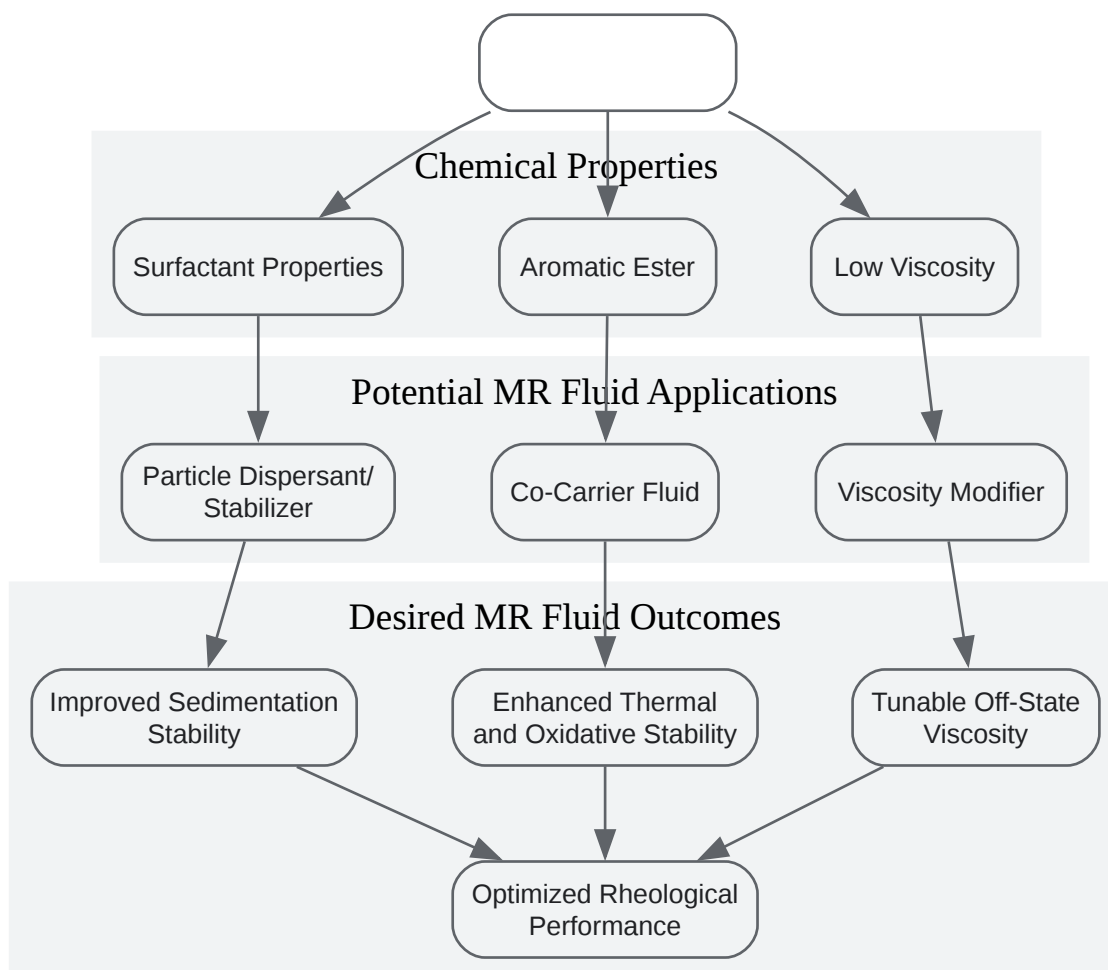 Chemical Properties
Surfactant Properties
Aromatic Ester
Low Viscosity
Potential MR Fluid Applications
Particle Dispersant/
Stabilizer
Co-Carrier Fluid
Viscosity Modifier
Desired MR Fluid Outcomes
Improved Sedimentation
Stability
Enhanced Thermal
and Oxidative Stability
Tunable Off-State
Viscosity
Optimized Rheological
Performance